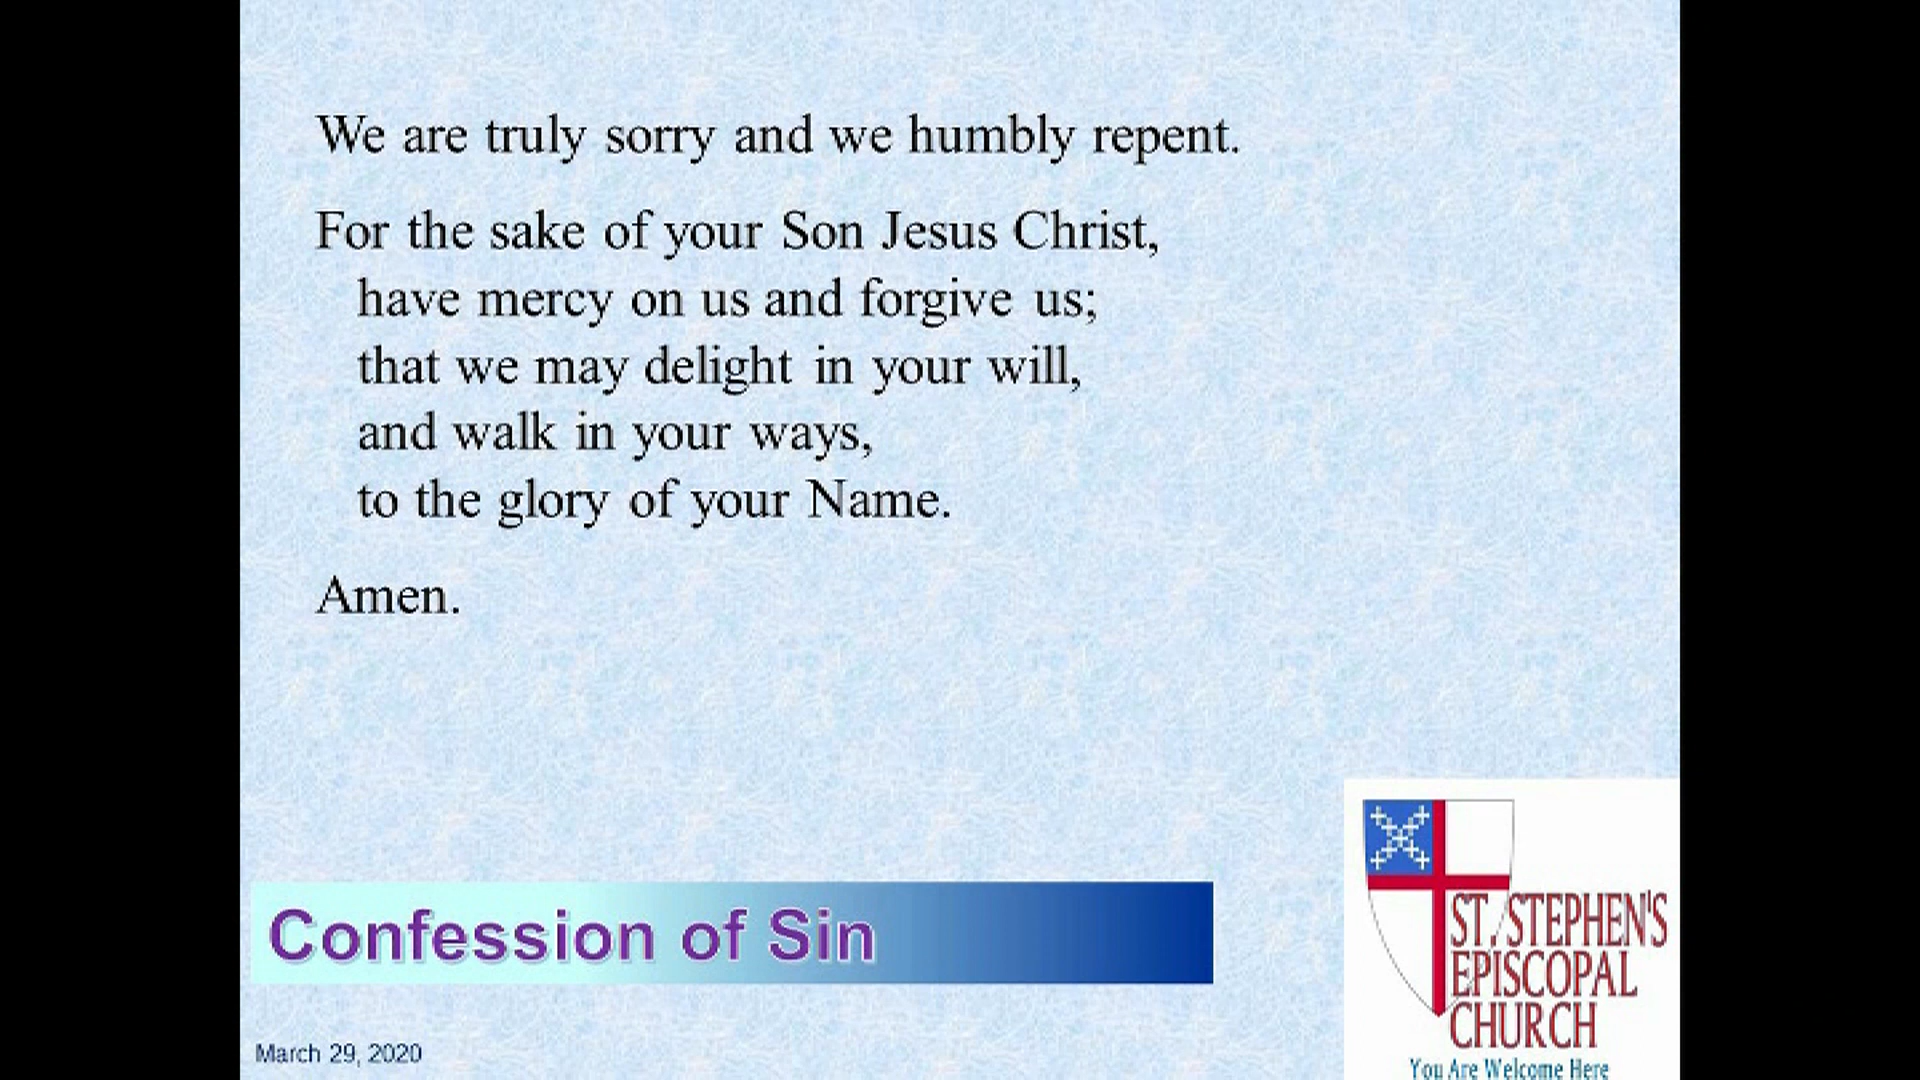 We are truly sorry and we humbly repent.
For the sake of your Son Jesus Christ,
have mercy on us and forgive us;
that we may delight in your will,
and walk in your ways,
to the glory of your Name.
Amen.
Confession of Sin
ST. STEPHEN'S
EPISCOPAL
CHURCH
You Are Welcome Here
March 29, 2020